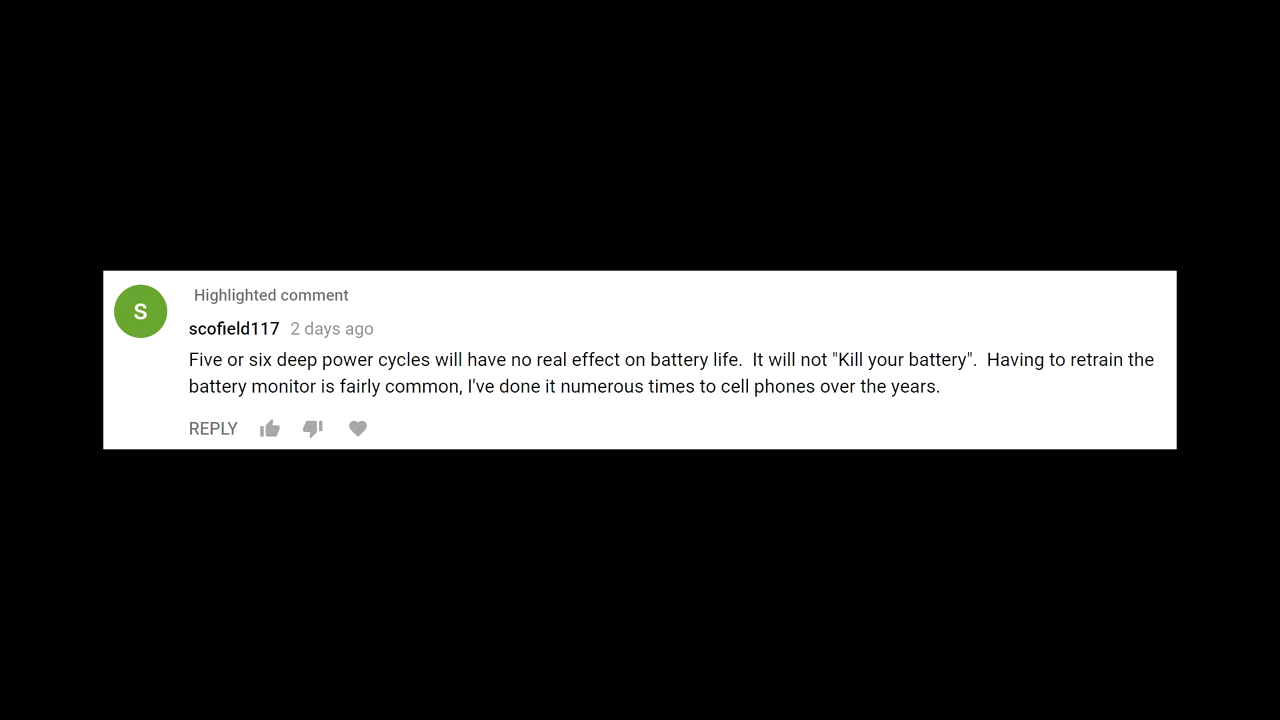 S
Highlighted comment
scofield117 2 days ago
Five or six deep power cycles will have no real effect on battery life.  It will not "Kill your battery".  Having to retrain the
battery monitor is fairly common, I've done it numerous times to cell phones over the years.
REPLY